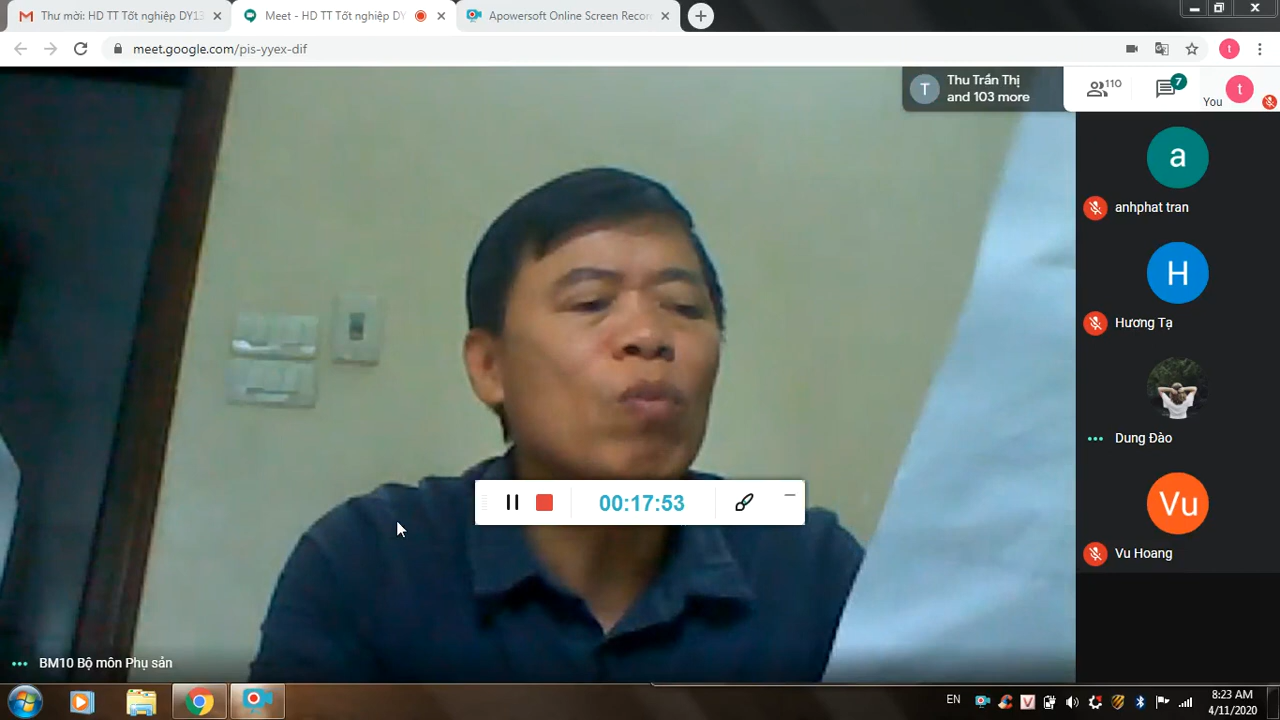 Thư mời: HD TT Tốt nghiệp DY13
Meet - HD TT Tốt nghiệp DY
Apowersoft Online Screen Recor
meet.google.com/pis-yyex-dif
t
T
Thu Trần Thị
and 103 more
110
7
You
t
a
anhphat tran
H
Hương Tạ
Dung Đào
Vu
Vu Hoang
00:17:53
BM10 Bộ môn Phụ sản
EN
8:23 AM
4/11/2020